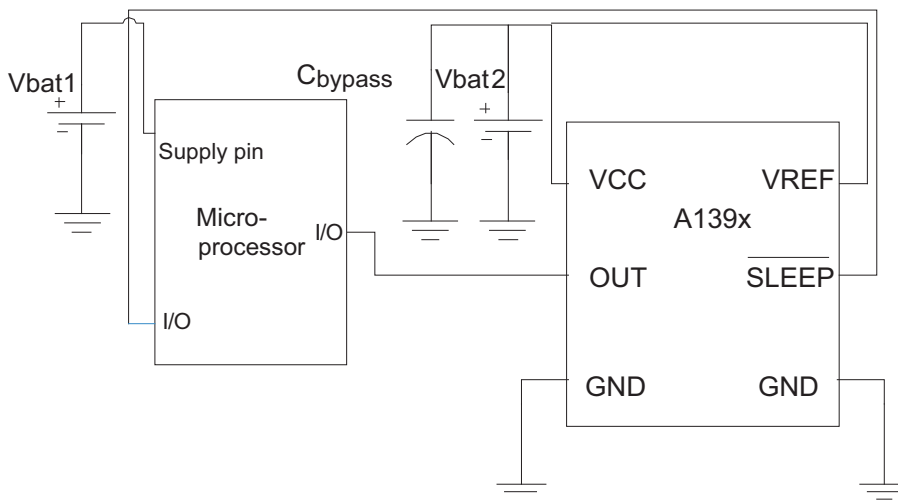 Vbat1
+
-
Cbypass
Vbat2
+
-
Supply pin
Micro-
processor
I/O
I/O
VCC
VREF
A139x
OUT
SLEEP
GND
GND